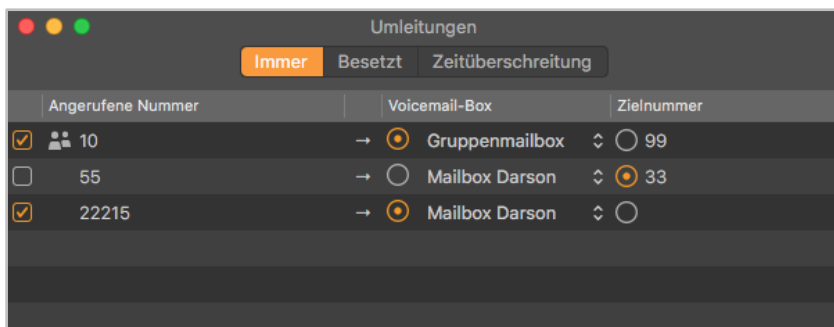 Umleitungen
Immer Besetzt Zeitüberschreitung
Angerufene Nummer Voicemail-Box Zielnummer
10 → Gruppenmailbox 99
55 → Mailbox Darson 33
22215 → Mailbox Darson